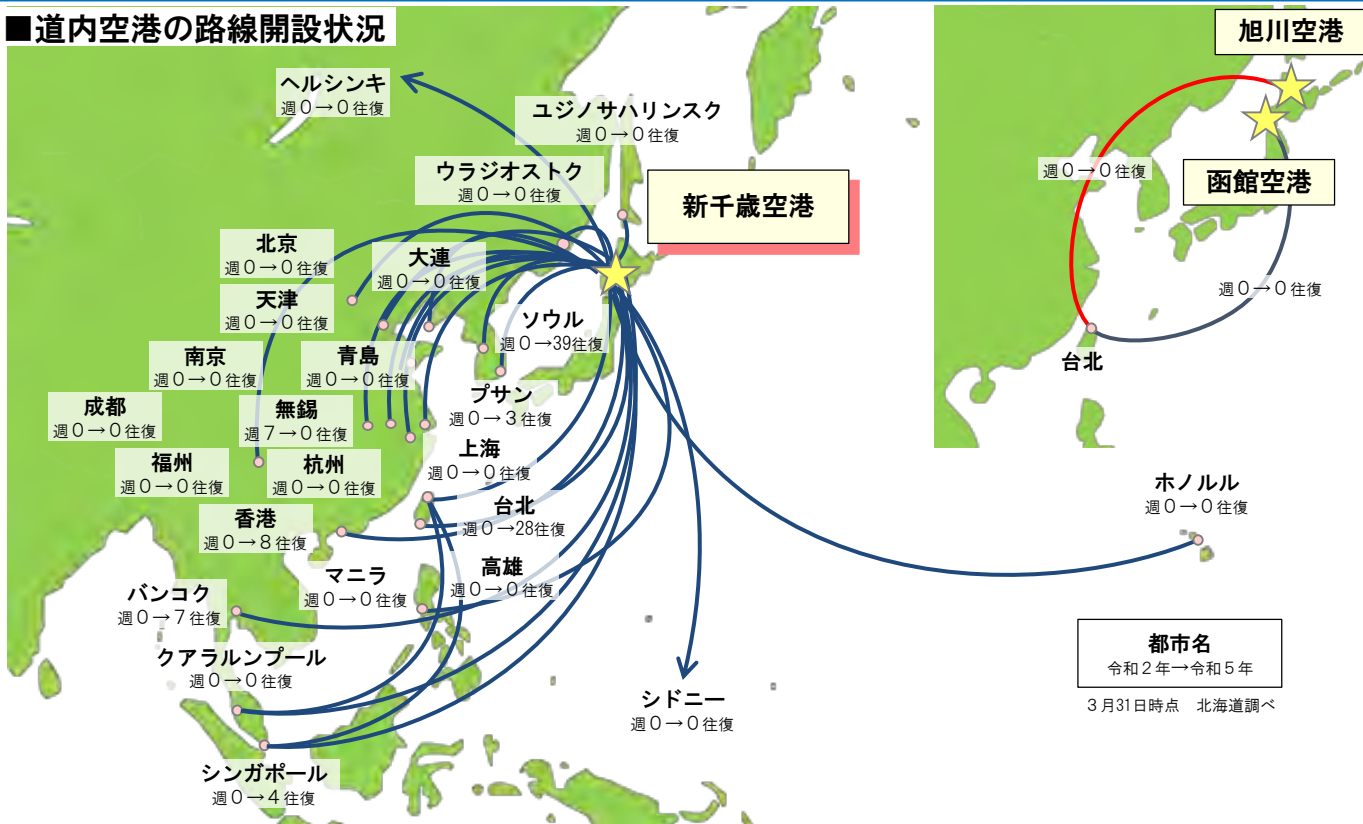 ■道内空港の路線開設状況
ヘルシンキ
週０→０往復
ユジノサハリンスク
週０→０往復
ウラジオストク
週０→０往復
新千歳空港
北京
週０→０往復
大連
週０→０往復
天津
週０→０往復
ソウル
週０→39往復
南京
週０→０往復
青島
週０→０往復
プサン
週０→３往復
成都
週０→０往復
無錫
週７→０往復
上海
週０→０往復
福州
週０→０往復
杭州
週０→０往復
台北
週０→28往復
香港
週０→８往復
マニラ
週０→０往復
高雄
週０→０往復
バンコク
週０→７往復
クアラルンプール
週０→０往復
シンガポール
週０→４往復
シドニー
週０→０往復
ホノルル
週０→０往復
旭川空港
函館空港
週０→０往復
週０→０往復
台北
都市名
令和２年→令和５年
３月31日時点　北海道調べ